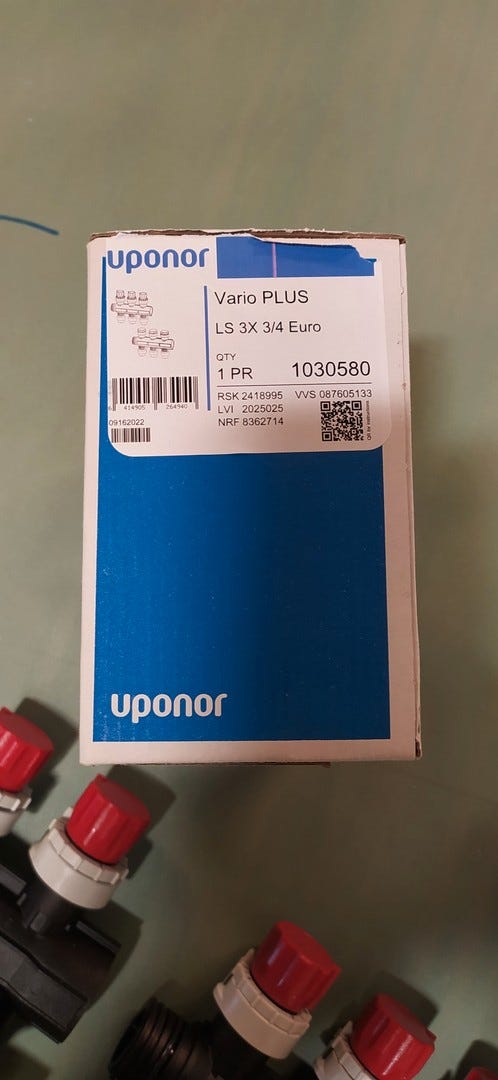 uponor
Vario PLUS
LS 3X 3/4 Euro
QTY
1 PR 1030580
RSK 2418995 VVS 087605133
LVI 2025025
NRF 8362714
6 414905 264940
09162022
uponor